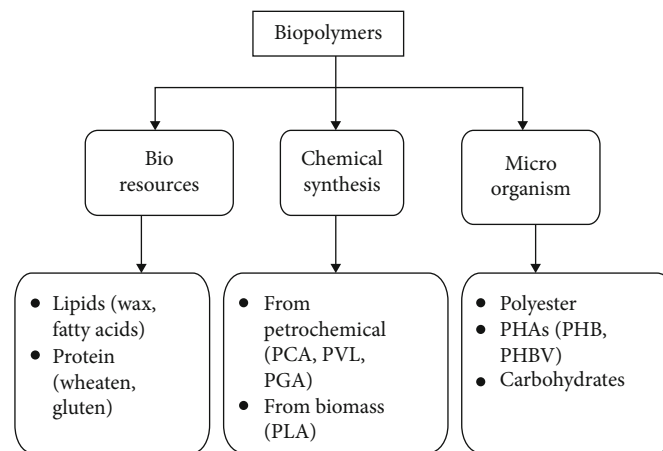 Biopolymers
Bio
resources
Chemical
synthesis
Micro
organism
● Lipids (wax,
fatty acids)
● Protein
(wheaten,
gluten)
● From
petrochemical
(PCA, PVL,
PGA)
● From biomass
(PLA)
● Polyester
● PHAs (PHB,
PHBV)
● Carbohydrates